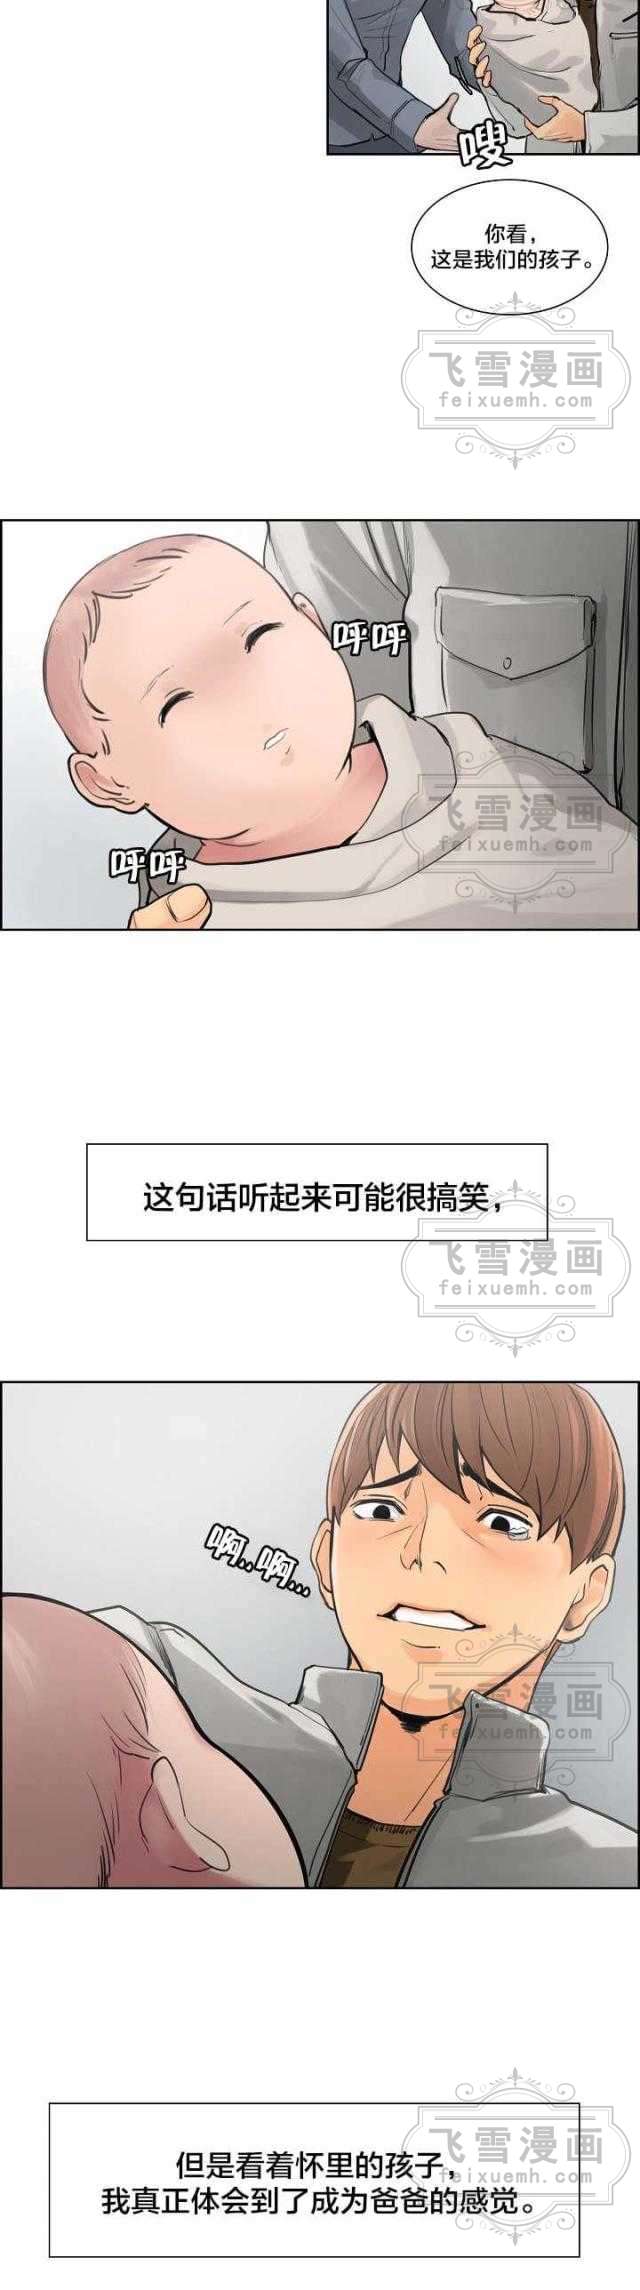 嗖
你看，
这是我们的孩子。
飞雪漫画
feixuemh.com
呼呼
飞雪漫画
feixuemh.com
呼呼
这句话听起来可能很搞笑，
飞雪漫画
feixuemh.com
啊..啊...
飞雪漫画
feixuemh.com
但是看着怀里的孩子，
我真正体会到了成为爸爸的感觉。
飞雪漫画
feixuemh.com